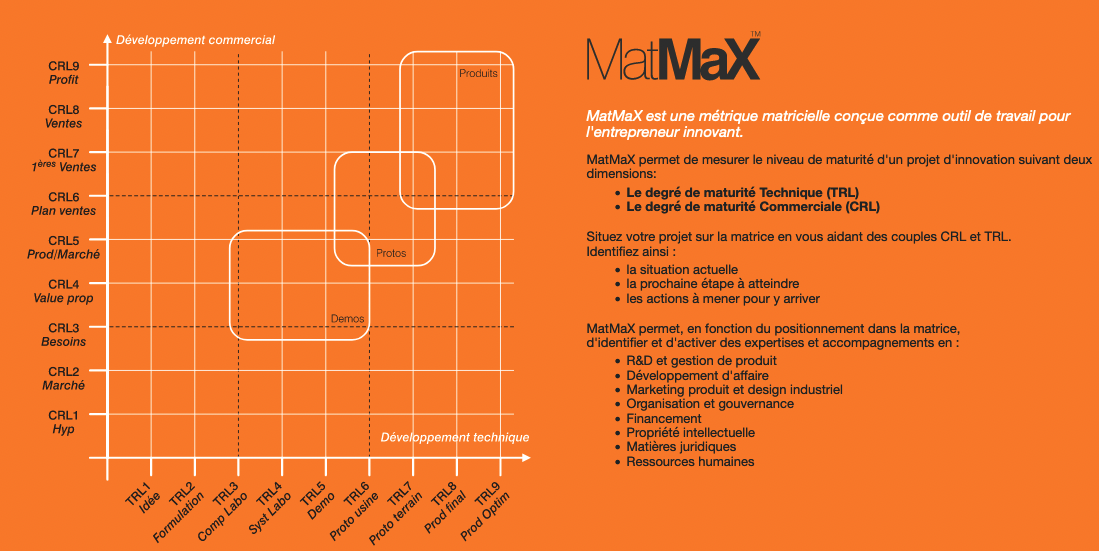 Développement commercial
CRL9
Profit
CRL8
Ventes
CRL7
1ères Ventes
CRL6
Plan ventes
CRL5
Prod/Marché
CRL4
Value prop
CRL3
Besoins
CRL2
Marché
CRL1
Hyp
Produits
Protos
Demos
Développement technique
TRL1
Idée
TRL2
Formulation
TRL3
Comp Labo
TRL4
Syst Labo
TRL5
Demo
TRL6
Proto usine
TRL7
Proto terrain
TRL8
Prod final
TRL9
Prod Optim
MatMaX™
MatMaX est une métrique matricielle conçue comme outil de travail pour
l'entrepreneur innovant.
MatMaX permet de mesurer le niveau de maturité d'un projet d'innovation suivant deux
dimensions:
• Le degré de maturité Technique (TRL)
• Le degré de maturité Commerciale (CRL)
Situez votre projet sur la matrice en vous aidant des couples CRL et TRL.
Identifiez ainsi :
• la situation actuelle
• la prochaine étape à atteindre
• les actions à mener pour y arriver
MatMaX permet, en fonction du positionnement dans la matrice,
d'identifier et d'activer des expertises et accompagnements en :
• R&D et gestion de produit
• Développement d'affaire
• Marketing produit et design industriel
• Organisation et gouvernance
• Financement
• Propriété intellectuelle
• Matières juridiques
• Ressources humaines